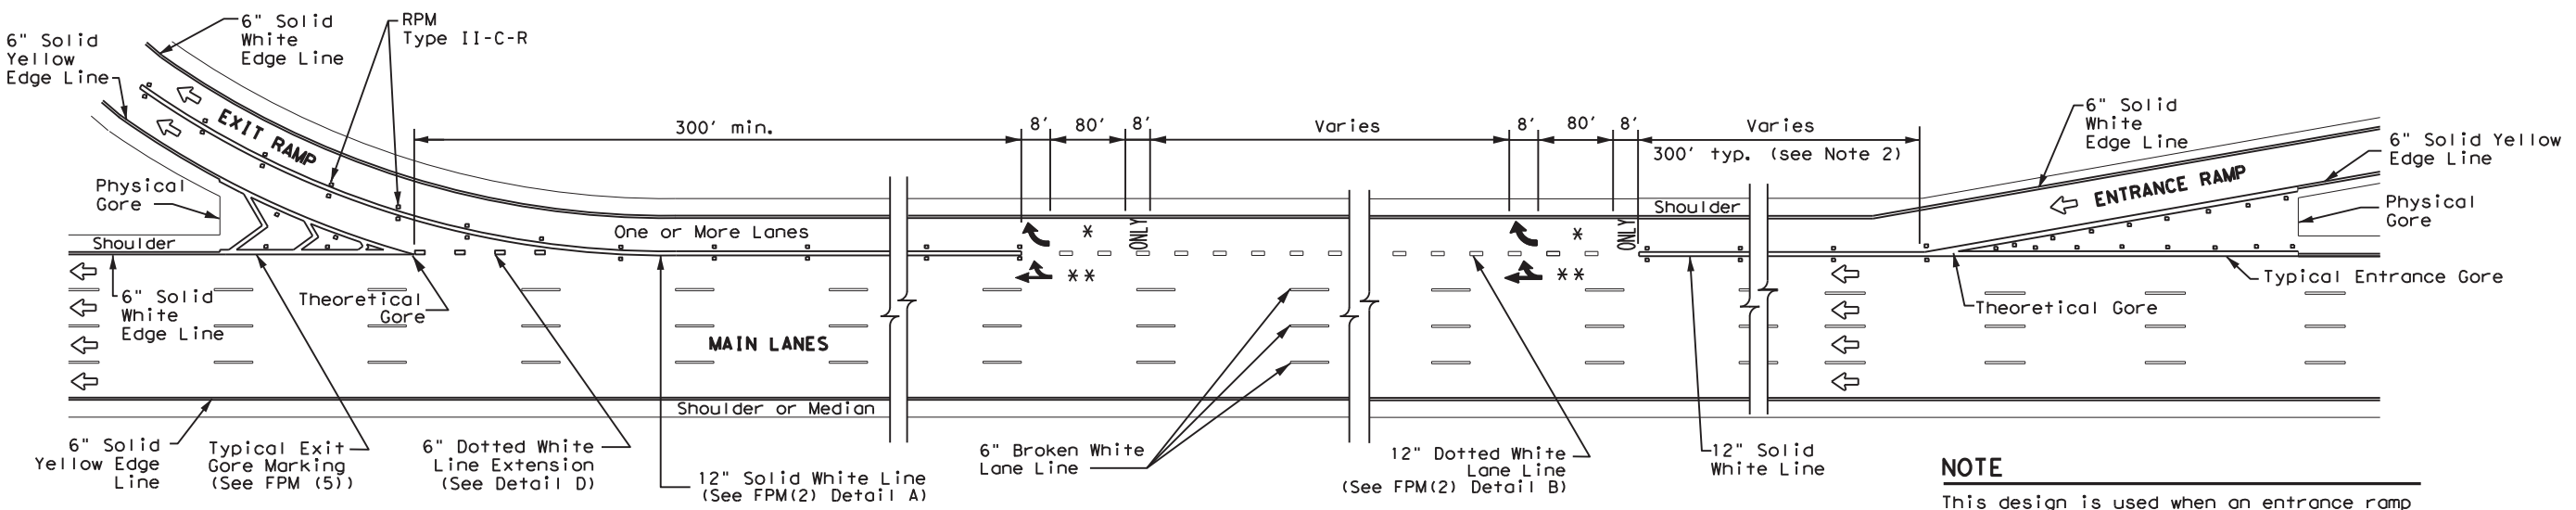 6" Solid
White
Edge Line
RPM
Type II-C-R
6" Solid
Yellow
Edge Line
EXIT RAMP
300' min.
8'
80'
8'
Varies
8'
80'
8'
Varies
300' typ. (see Note 2)
6" Solid
White
Edge Line
6" Solid Yellow
Edge Line
ENTRANCE RAMP
Physical
Gore
Physical
Gore
Shoulder
One or More Lanes
*
ONLY
*
ONLY
Shoulder
**
**
6" Solid
White
Edge Line
Theoretical
Gore
Typical Entrance Gore
Theoretical Gore
MAIN LANES
Shoulder or Median
6" Solid
Yellow Edge
Line
Typical Exit
Gore Marking
(See FPM (5))
6" Dotted White
Line Extension
(See Detail D)
12" Solid White Line
(See FPM(2) Detail A)
6" Broken White
Lane Line
12" Dotted White
Lane Line
(See FPM(2) Detail B)
12" Solid
White Line
NOTE
This design is used when an entrance ramp